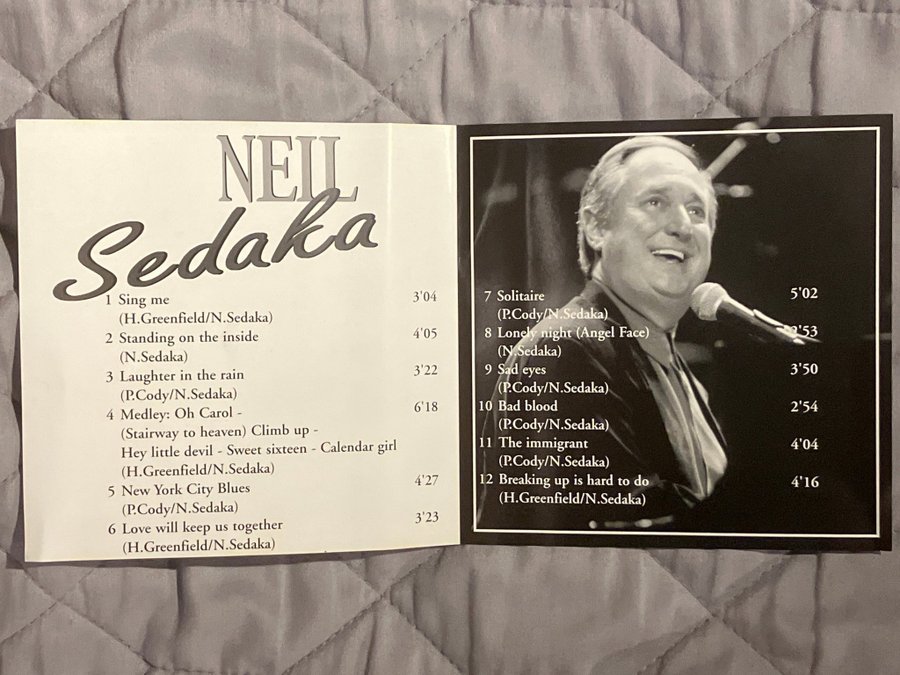 NEIL
Sedaka
1 Sing me 3'04
(H.Greenfield/N.Sedaka)
2 Standing on the inside 4'05
(N.Sedaka)
3 Laughter in the rain 3'22
(P.Cody/N.Sedaka)
4 Medley: Oh Carol - 6'18
(Stairway to heaven) Climb up -
Hey little devil - Sweet sixteen - Calendar girl
(H.Greenfield/N.Sedaka)
5 New York City Blues 4'27
(P.Cody/N.Sedaka)
6 Love will keep us together 3'23
(H.Greenfield/N.Sedaka)
7 Solitaire 5'02
(P.Cody/N.Sedaka)
8 Lonely night (Angel Face) 2'53
(N.Sedaka)
9 Sad eyes 3'50
(P.Cody/N.Sedaka)
10 Bad blood 2'54
(P.Cody/N.Sedaka)
11 The immigrant 4'04
(P.Cody/N.Sedaka)
12 Breaking up is hard to do 4'16
(H.Greenfield/N.Sedaka)